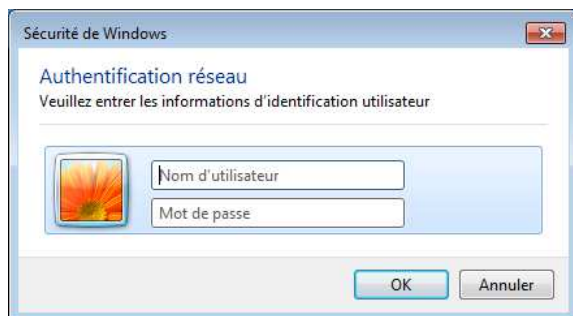 Sécurité de Windows
Authentification réseau
Veuillez entrer les informations d'identification utilisateur
Nom d'utilisateur
Mot de passe
OK Annuler